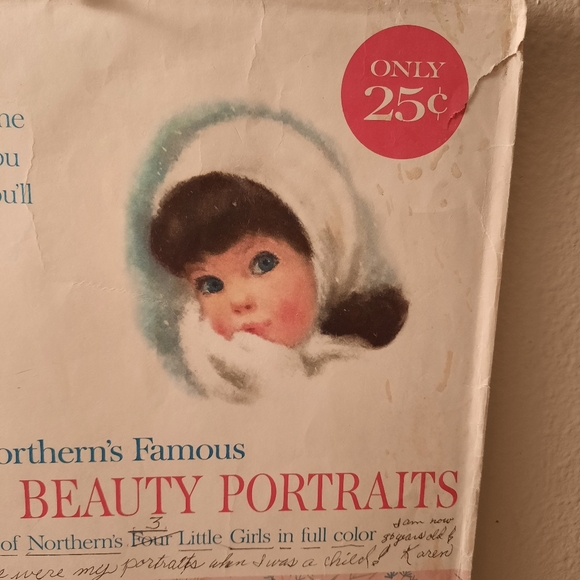 ONLY
25¢
ne
ou
ou'll
orthern's Famous
BEAUTY PORTRAITS
3
of Northern's Four Little Girls in full color
I am now
50 years old &
e were my portraits when I was a child
Karen